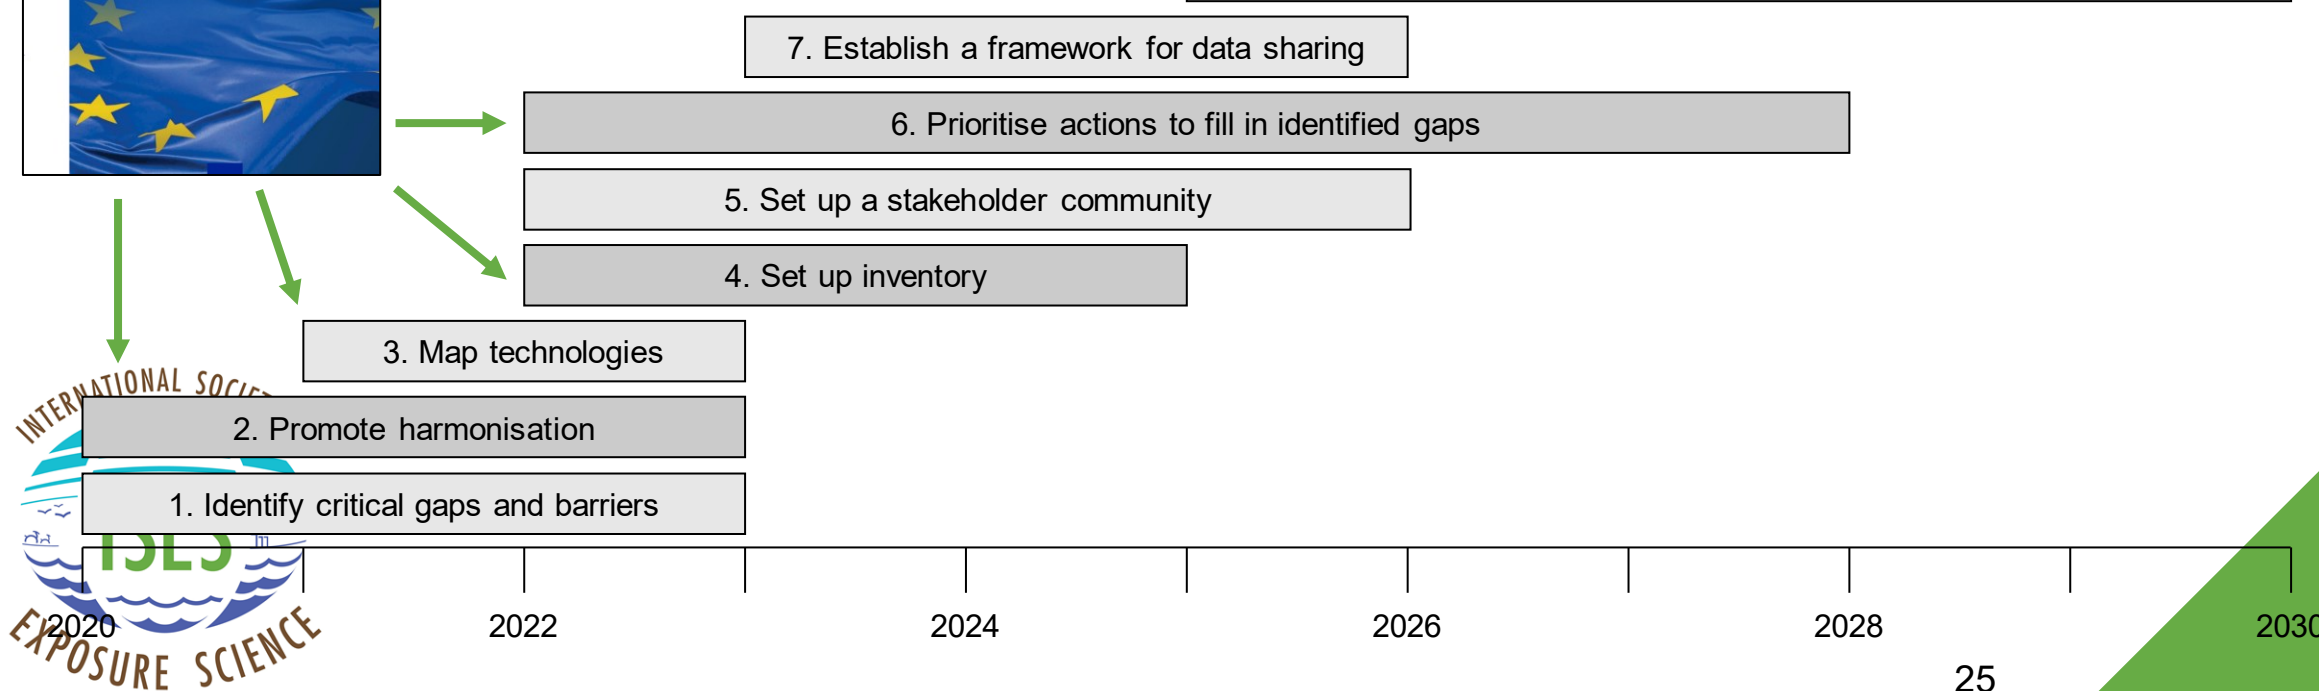 7. Establish a framework for data sharing
6. Prioritise actions to fill in identified gaps
5. Set up a stakeholder community
4. Set up inventory
3. Map technologies
INTERNATIONAL
2. Promote harmonisation
1. Identify critical gaps and barriers
ISES
2020 2022 2024 2026 2028 2030
EXPOSURE SCIENCE
25